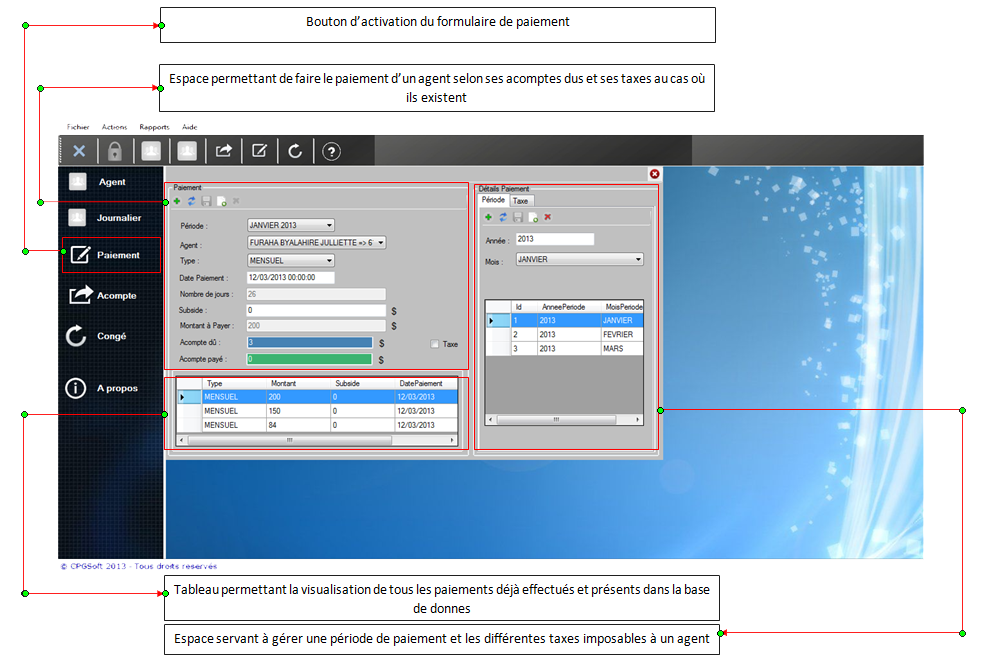 Bouton d'activation du formulaire de paiement
Espace permettant de faire le paiement d'un agent selon ses acomptes dus et ses taxes au cas où
ils existent
Fichier Actions Rapports Aide
Agent
Journalier
Paiement
Acompte
Congé
A propos
Paiement
Période : JANVIER 2013
Agent : FURAHA BYALAHIRE JULLIETTE => 6
Type : MENSUEL
Date Paiement : 12/03/2013 00:00:00
Nombre de jours : 26
Subside : 0 $
Montant à Payer : 200 $
Acompte dû : 3 $ Taxe
Acompte payé : 0 $
Type Montant Subside DatePaiement
MENSUEL 200 0 12/03/2013
MENSUEL 150 0 12/03/2013
MENSUEL 84 0 12/03/2013
Détails Paiement
Période Taxe
Année : 2013
Mois : JANVIER
Id AnneePeriode MoisPeriode
1 2013 JANVIER
2 2013 FEVRIER
3 2013 MARS
© CPGSoft 2013 - Tous droits reservés
Tableau permettant la visualisation de tous les paiements déjà effectués et présents dans la base
de donnes
Espace servant à gérer une période de paiement et les différentes taxes imposables à un agent